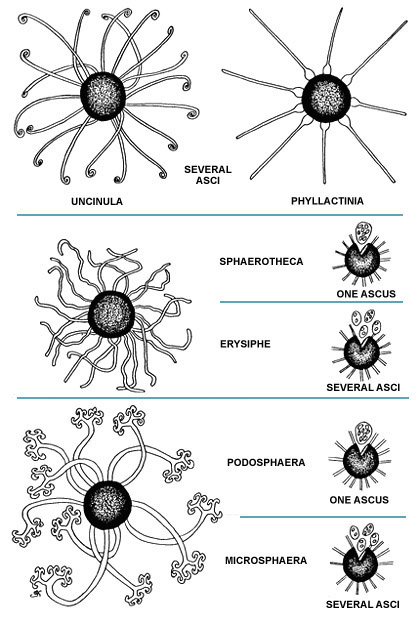 SEVERAL
ASCI
UNCINULA
PHYLLACTINIA
SPHAEROTHECA
ONE ASCUS
ERYSIPHE
SEVERAL ASCI
PODOSPHAERA
ONE ASCUS
MICROSPHAERA
SEVERAL ASCI